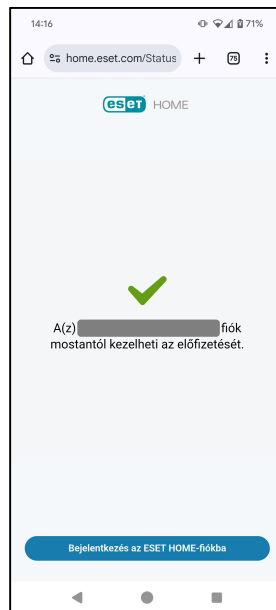 14:16
71%
home.eset.com/Status
75
eset HOME
A(z) fiók
mostantól kezelheti az előfizetését.
Bejelentkezés az ESET HOME-fiókba